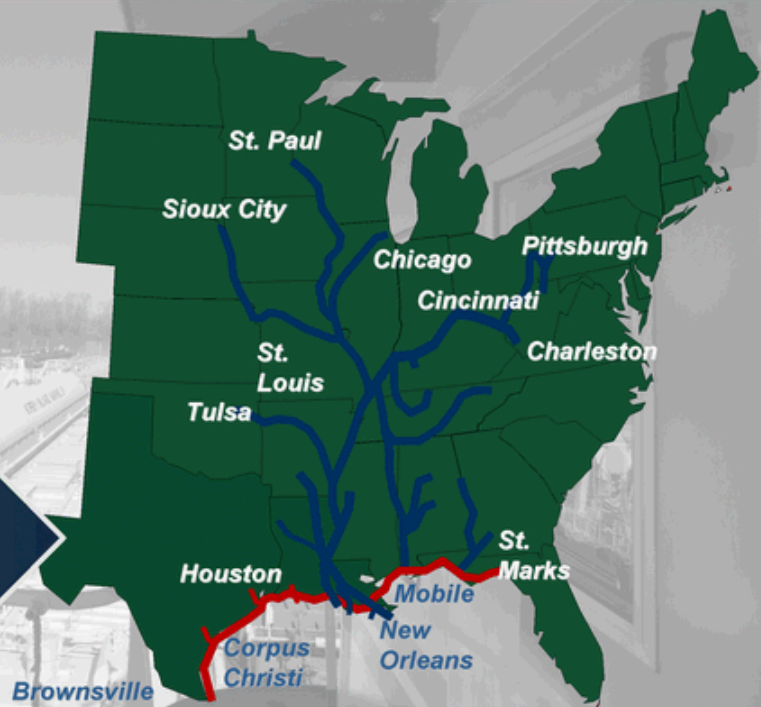 St. Paul
Sioux City
Chicago
Pittsburgh
Cincinnati
Charleston
St.
Louis
Tulsa
St.
Marks
Houston
Mobile
New
Orleans
Corpus
Christi
Brownsville